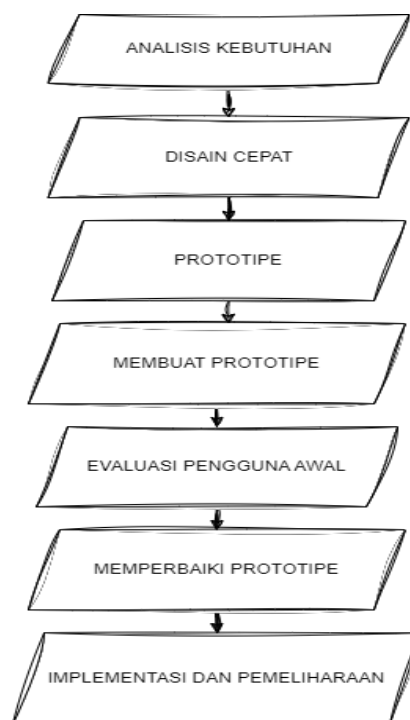 ANALISIS KEBUTUHAN
DISAIN CEPAT
PROTOTIPE
MEMBUAT PROTOTIPE
EVALUASI PENGGUNA AWAL
MEMPERBAIKI PROTOTIPE
IMPLEMENTASI DAN PEMELIHARAAN